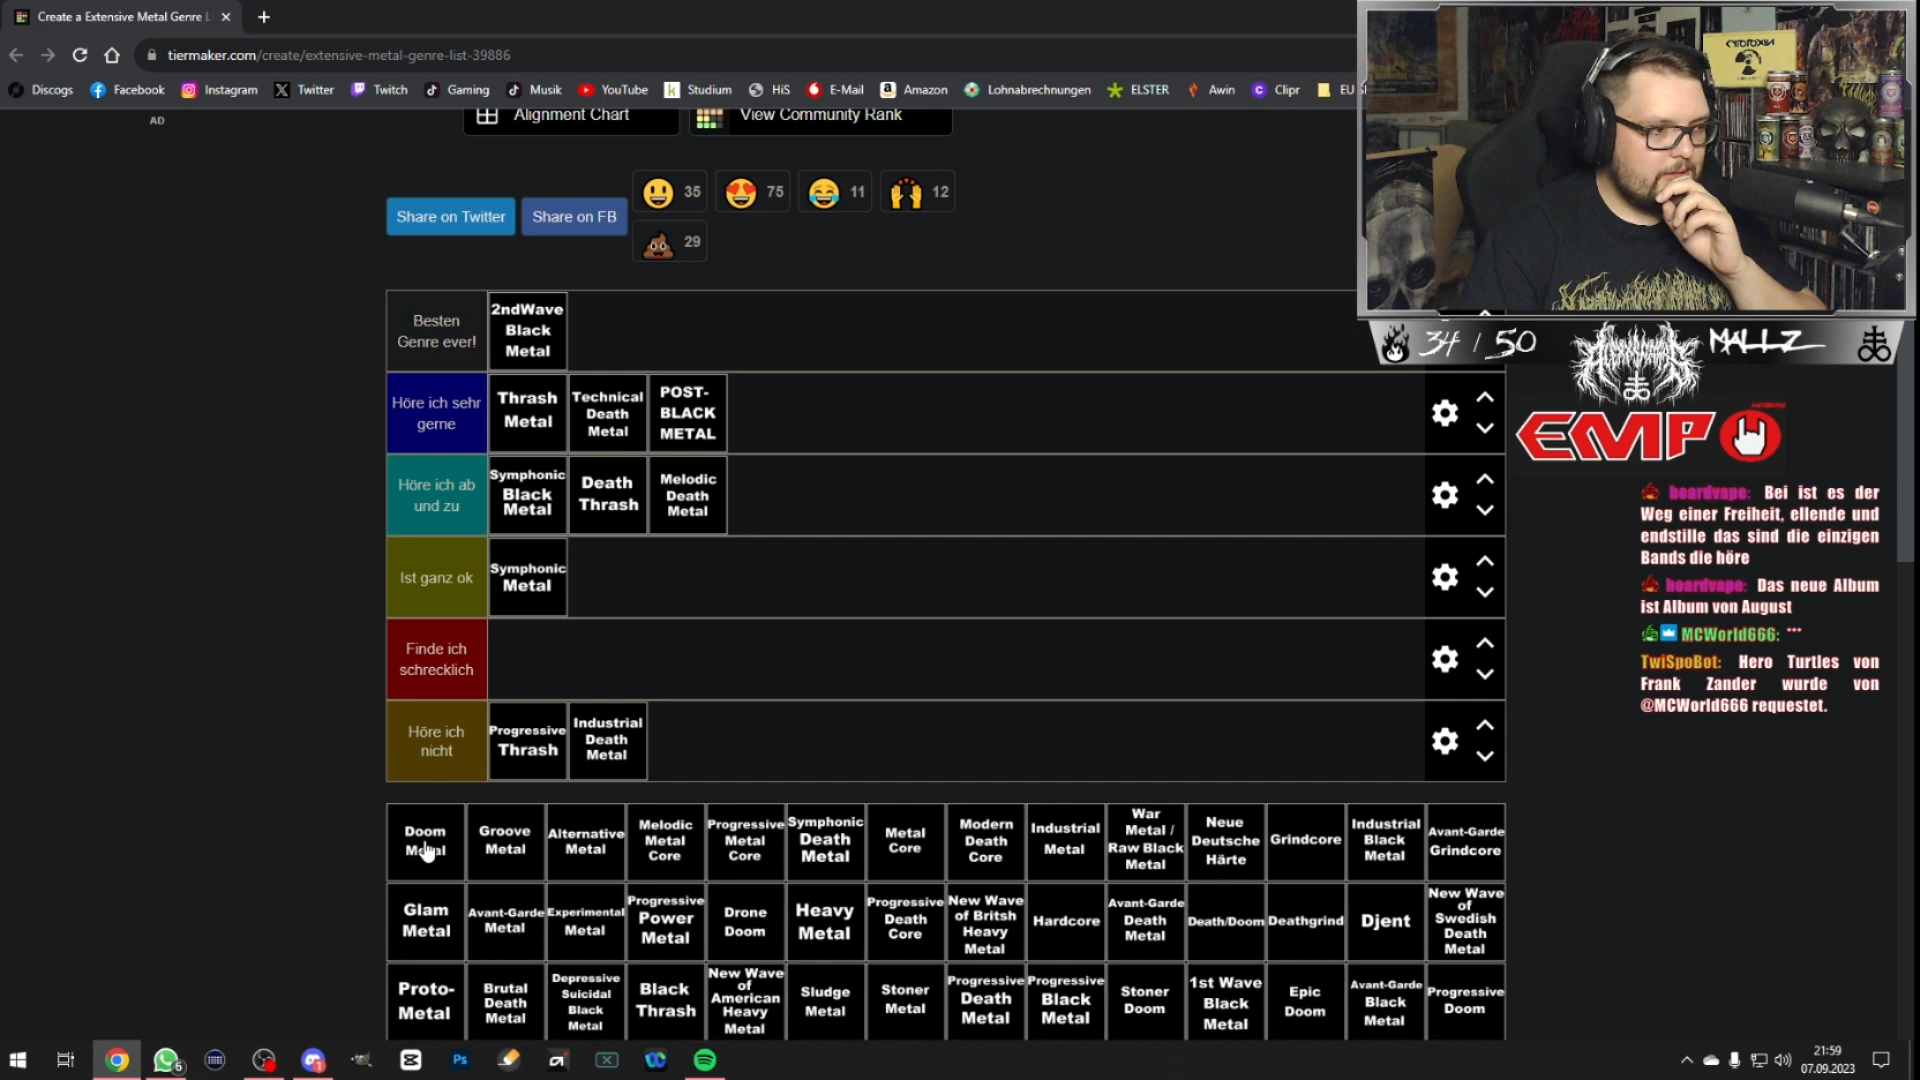 Create a Extensive Metal Genre L
tiermaker.com/create/extensive-metal-genre-list-39886
Discogs
Facebook
Instagram
Twitter
Twitch
Gaming
Musik
YouTube
Studium
HiS
E-Mail
Amazon
Lohnabrechnungen
ELSTER
Awin
Clipr
EU
AD
Alignment Chart
View Community Rank
Share on Twitter
Share on FB
35
75
11
12
29
Besten
Genre ever!
2ndWave
Black
Metal
Höre ich sehr
gerne
Thrash
Metal
Technical
Death
Metal
POST-
BLACK
METAL
Höre ich ab
und zu
Symphonic
Black
Metal
Death
Thrash
Melodic
Death
Metal
Ist ganz ok
Symphonic
Metal
Finde ich
schrecklich
Höre ich
nicht
Progressive
Thrash
Industrial
Death
Metal
Doom
Metal
Groove
Metal
Alternative
Metal
Melodic
Metal
Core
Progressive
Metal
Core
Symphonic
Death
Metal
Metal
Core
Modern
Death
Core
Industrial
Metal
War
Metal /
Raw Black
Metal
Neue
Deutsche
Härte
Grindcore
Industrial
Black
Metal
Avant-Garde
Grindcore
Glam
Metal
Avant-Garde
Metal
Experimental
Metal
Progressive
Power
Metal
Drone
Doom
Heavy
Metal
Progressive
Death
Core
New Wave
of Britsh
Heavy
Metal
Hardcore
Avant-Garde
Death
Metal
Death/Doom
Deathgrind
Djent
New Wave
of
Swedish
Death
Metal
Proto-
Metal
Brutal
Death
Metal
Depressive
Suicidal
Black
Metal
Black
Thrash
New Wave
of
American
Heavy
Metal
Sludge
Metal
Stoner
Metal
Progressive
Death
Metal
Progressive
Black
Metal
Stoner
Doom
1st Wave
Black
Metal
Epic
Doom
Avant-Garde
Black
Metal
Progressive
Doom
34 / 50
MALLZ
EMP
boardvape: Bei ist es der
Weg einer Freiheit, ellende und
endstille das sind die einzigen
Bands die höre
boardvape: Das neue Album
ist Album von August
MCWorld666: ***
TwiSpoBot: Hero Turtles von
Frank Zander wurde von
@MCWorld666 requestet.
6
1
Ps
21:59
07.09.2023